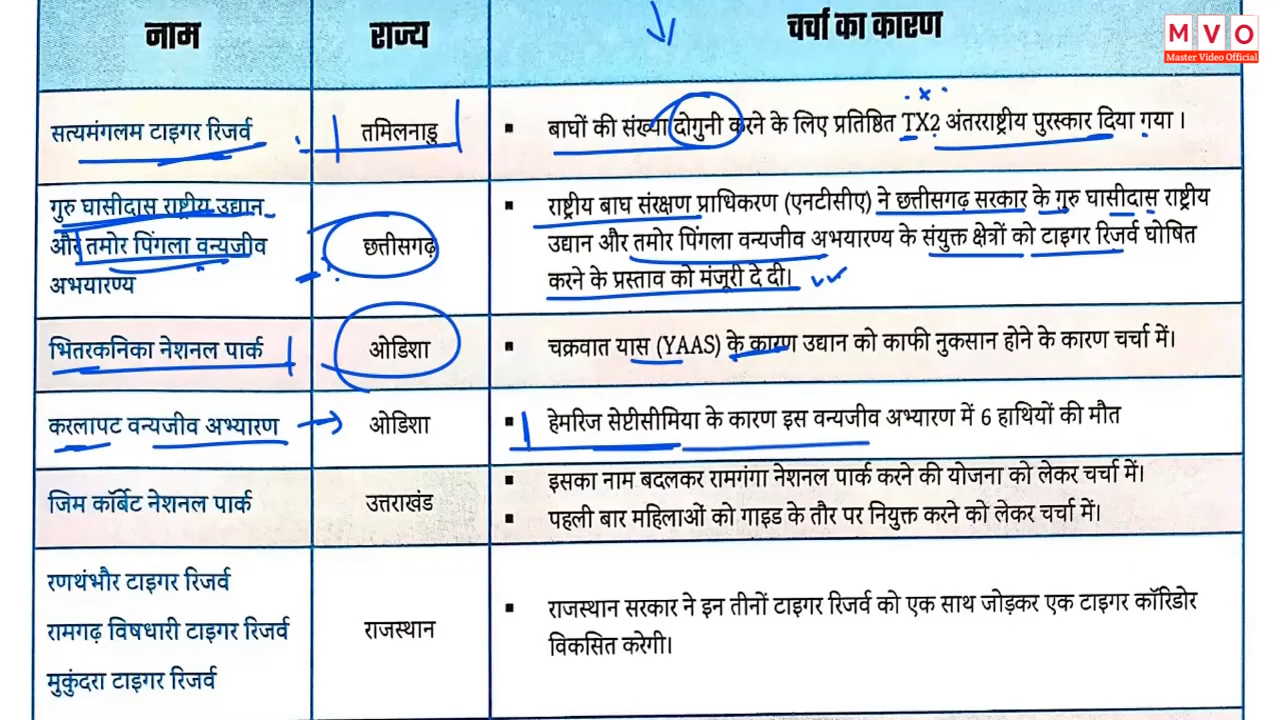 नाम राज्य चर्चा का कारण
M V O
Master Video Official
सत्यमंगलम टाइगर रिजर्व तमिलनाडु ▪ बाघों की संख्या दोगुनी करने के लिए प्रतिष्ठित TX2 अंतरराष्ट्रीय पुरस्कार दिया गया।
गुरु घासीदास राष्ट्रीय उद्यान
और तमोर पिंगला वन्यजीव
अभयारण्य
छत्तीसगढ़
▪ राष्ट्रीय बाघ संरक्षण प्राधिकरण (एनटीसीए) ने छत्तीसगढ़ सरकार के गुरु घासीदास राष्ट्रीय
उद्यान और तमोर पिंगला वन्यजीव अभयारण्य के संयुक्त क्षेत्रों को टाइगर रिजर्व घोषित
करने के प्रस्ताव को मंजूरी दे दी।
भितरकनिका नेशनल पार्क ओडिशा ▪ चक्रवात यास (YAAS) के कारण उद्यान को काफी नुकसान होने के कारण चर्चा में।
करलापट वन्यजीव अभ्यारण ओडिशा ▪ हेमरिज सेप्टीसीमिया के कारण इस वन्यजीव अभ्यारण में 6 हाथियों की मौत
जिम कॉर्बेट नेशनल पार्क उत्तराखंड
▪ इसका नाम बदलकर रामगंगा नेशनल पार्क करने की योजना को लेकर चर्चा में।
▪ पहली बार महिलाओं को गाइड के तौर पर नियुक्त करने को लेकर चर्चा में।
रणथंभौर टाइगर रिजर्व
रामगढ़ विषधारी टाइगर रिजर्व
मुकुंदरा टाइगर रिजर्व
राजस्थान
▪ राजस्थान सरकार ने इन तीनों टाइगर रिजर्व को एक साथ जोड़कर एक टाइगर कॉरिडोर
विकसित करेगी।